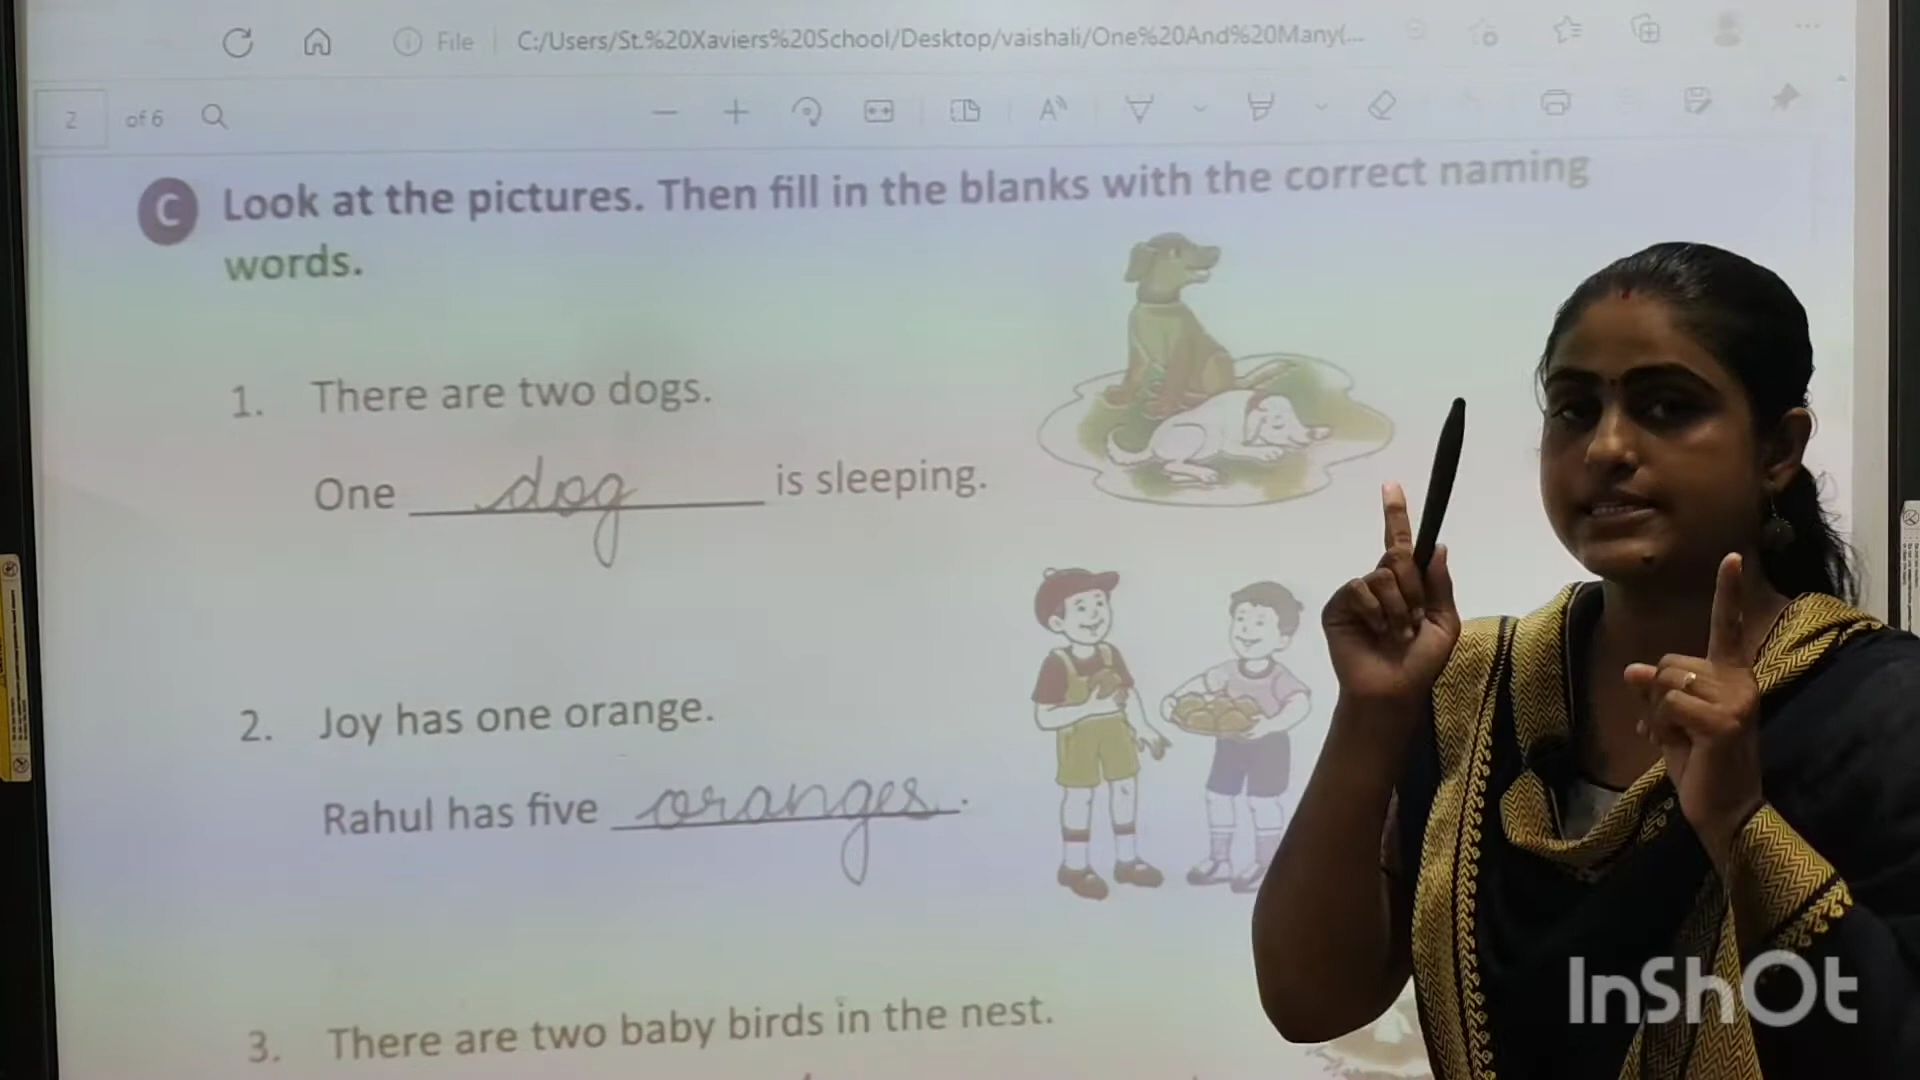 File
C:/Users/St.%20Xaviers%20School/Desktop/vaishali/One%20And%20Many(...
2 of 6
C Look at the pictures. Then fill in the blanks with the correct naming
words.
1. There are two dogs.
One dog is sleeping.
2. Joy has one orange.
Rahul has five oranges.
3. There are two baby birds in the nest.
InShOt